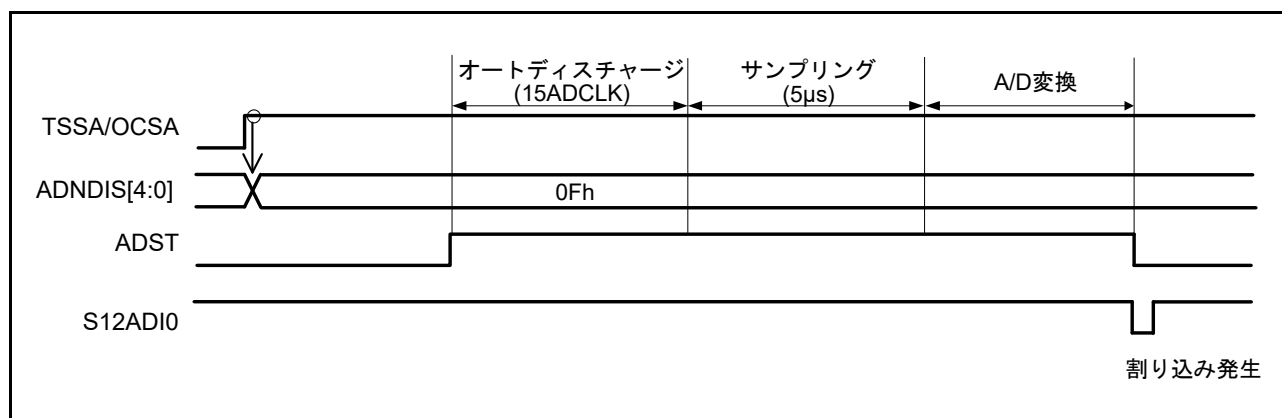 オートディスチャージ
(15ADCLK)
サンプリング
(5µs)
A/D変換
TSSA/OCSA
ADNDIS[4:0]
0Fh
ADST
S12ADI0
割り込み発生